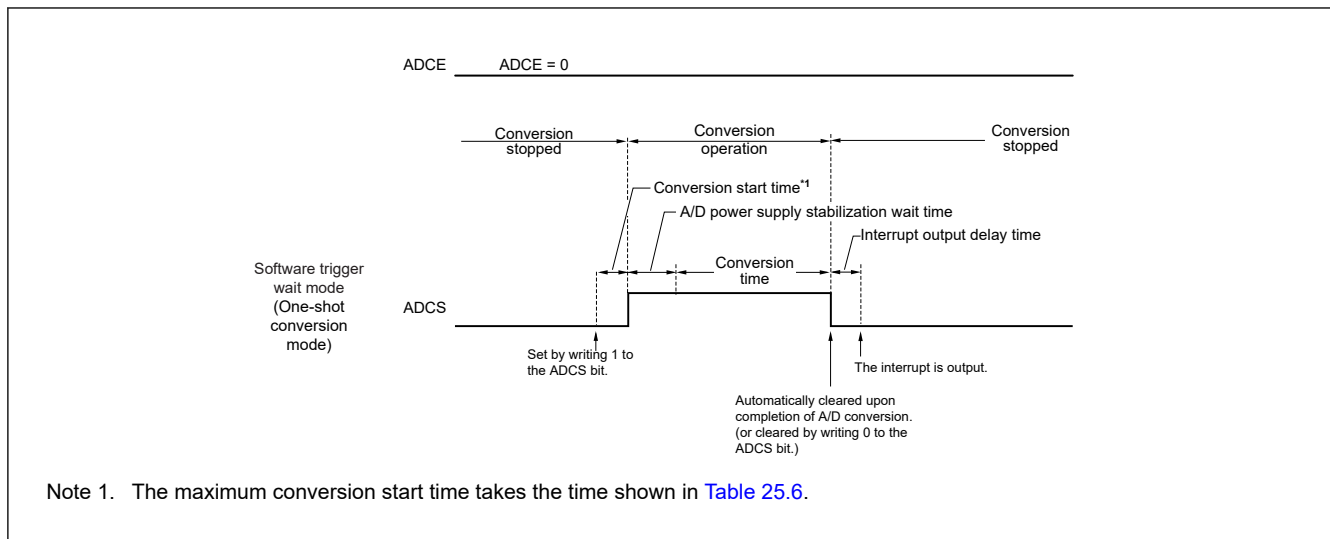 ADCE ADCE = 0
Conversion
stopped
Conversion
operation
Conversion
stopped
Conversion start time*1
A/D power supply stabilization wait time
Interrupt output delay time
Conversion
time
Software trigger
wait mode
(One-shot
conversion
mode)
ADCS
Set by writing 1 to
the ADCS bit.
The interrupt is output.
Automatically cleared upon
completion of A/D conversion.
(or cleared by writing 0 to the
ADCS bit.)
Note 1. The maximum conversion start time takes the time shown in Table 25.6.